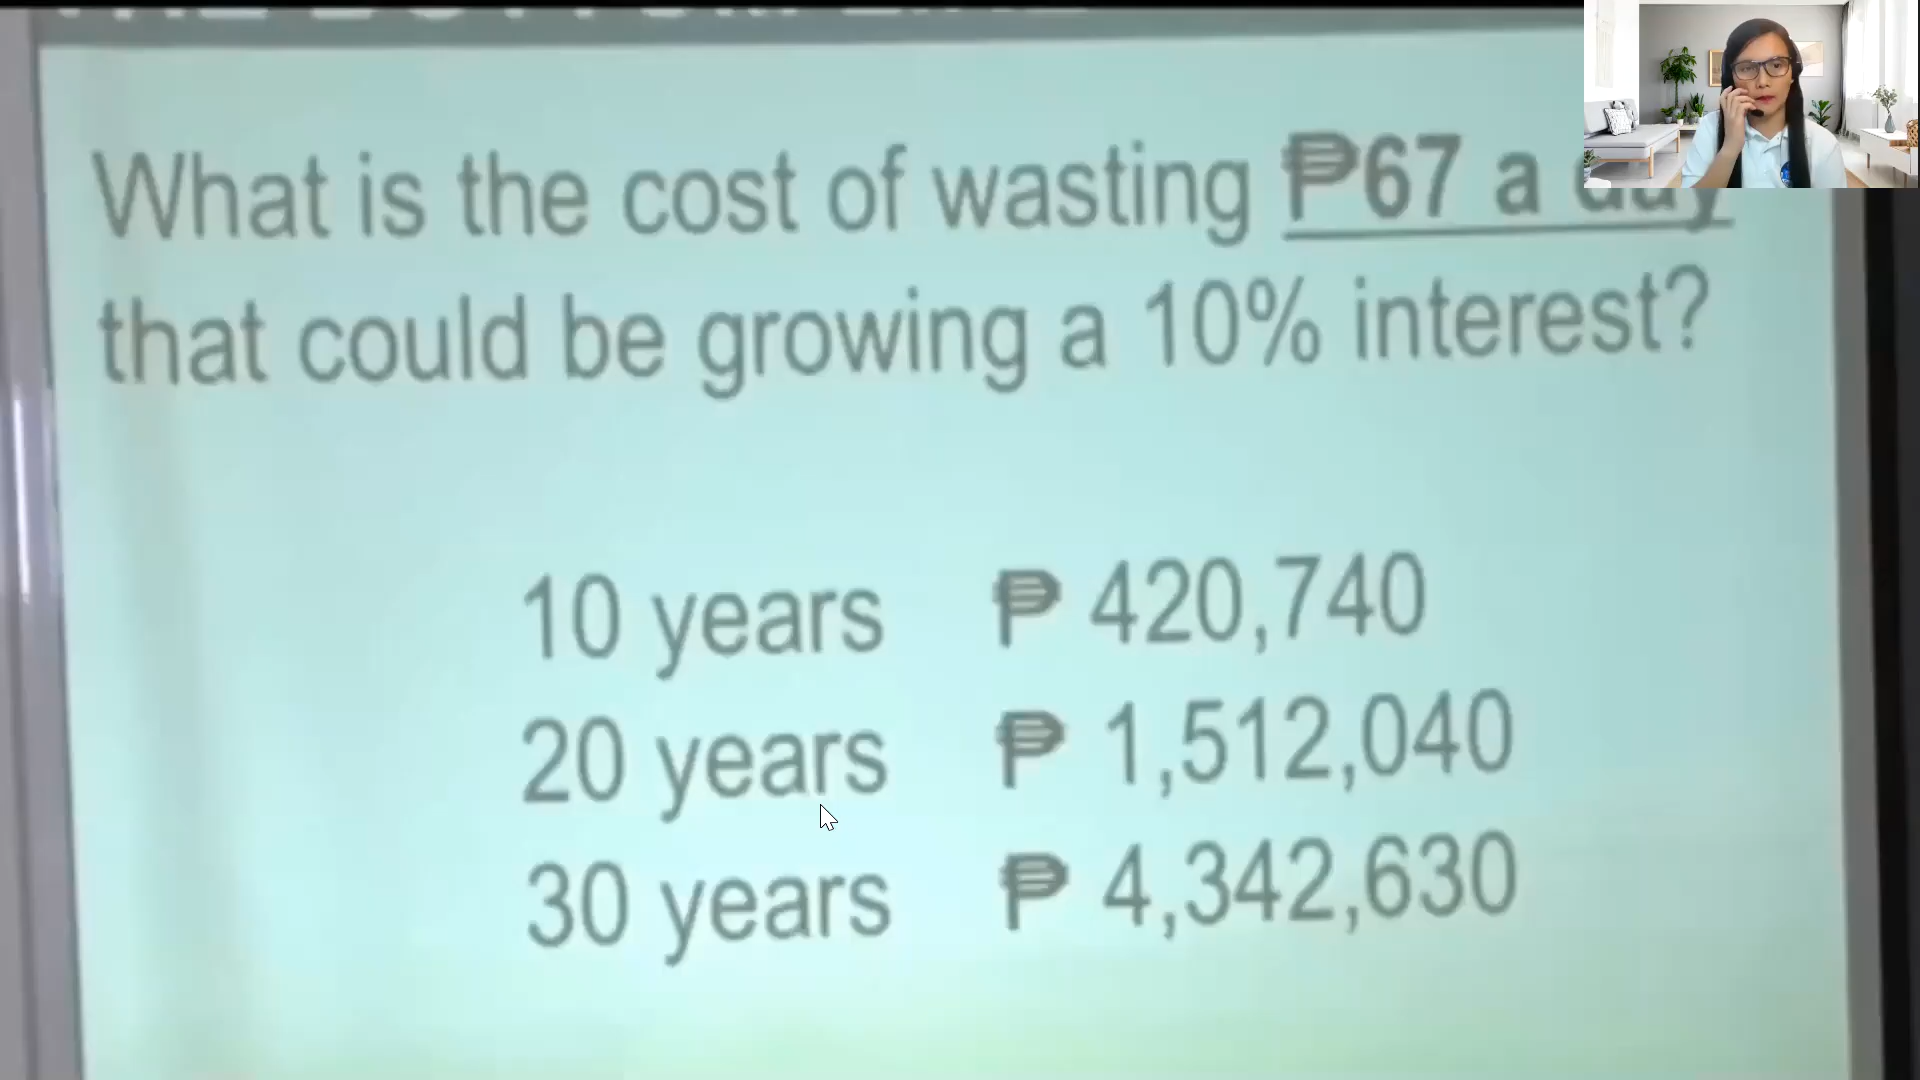 What is the cost of wasting ₱67 a day
that could be growing a 10% interest?
10 years ₱ 420,740
20 years ₱ 1,512,040
30 years ₱ 4,342,630